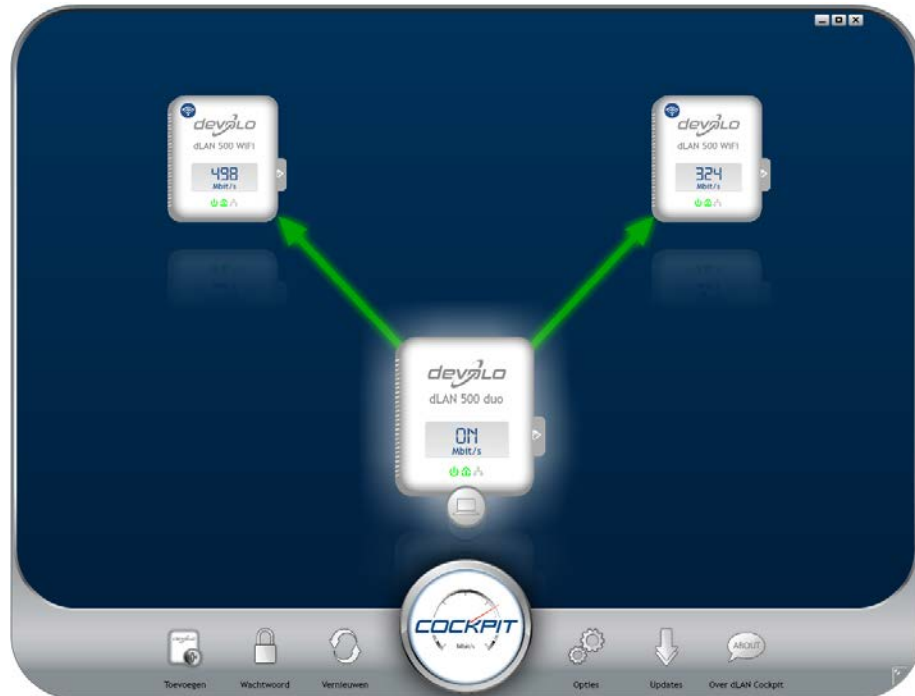 devolo
dLAN 500 WiFi
498
Mbit/s
devolo
dLAN 500 WiFi
324
Mbit/s
devolo
dLAN 500 duo
ON
Mbit/s
COCKPIT
Mbit/s
Toevoegen
Wachtwoord
Vernieuwen
Opties
Updates
ABOUT
Over dLAN Cockpit